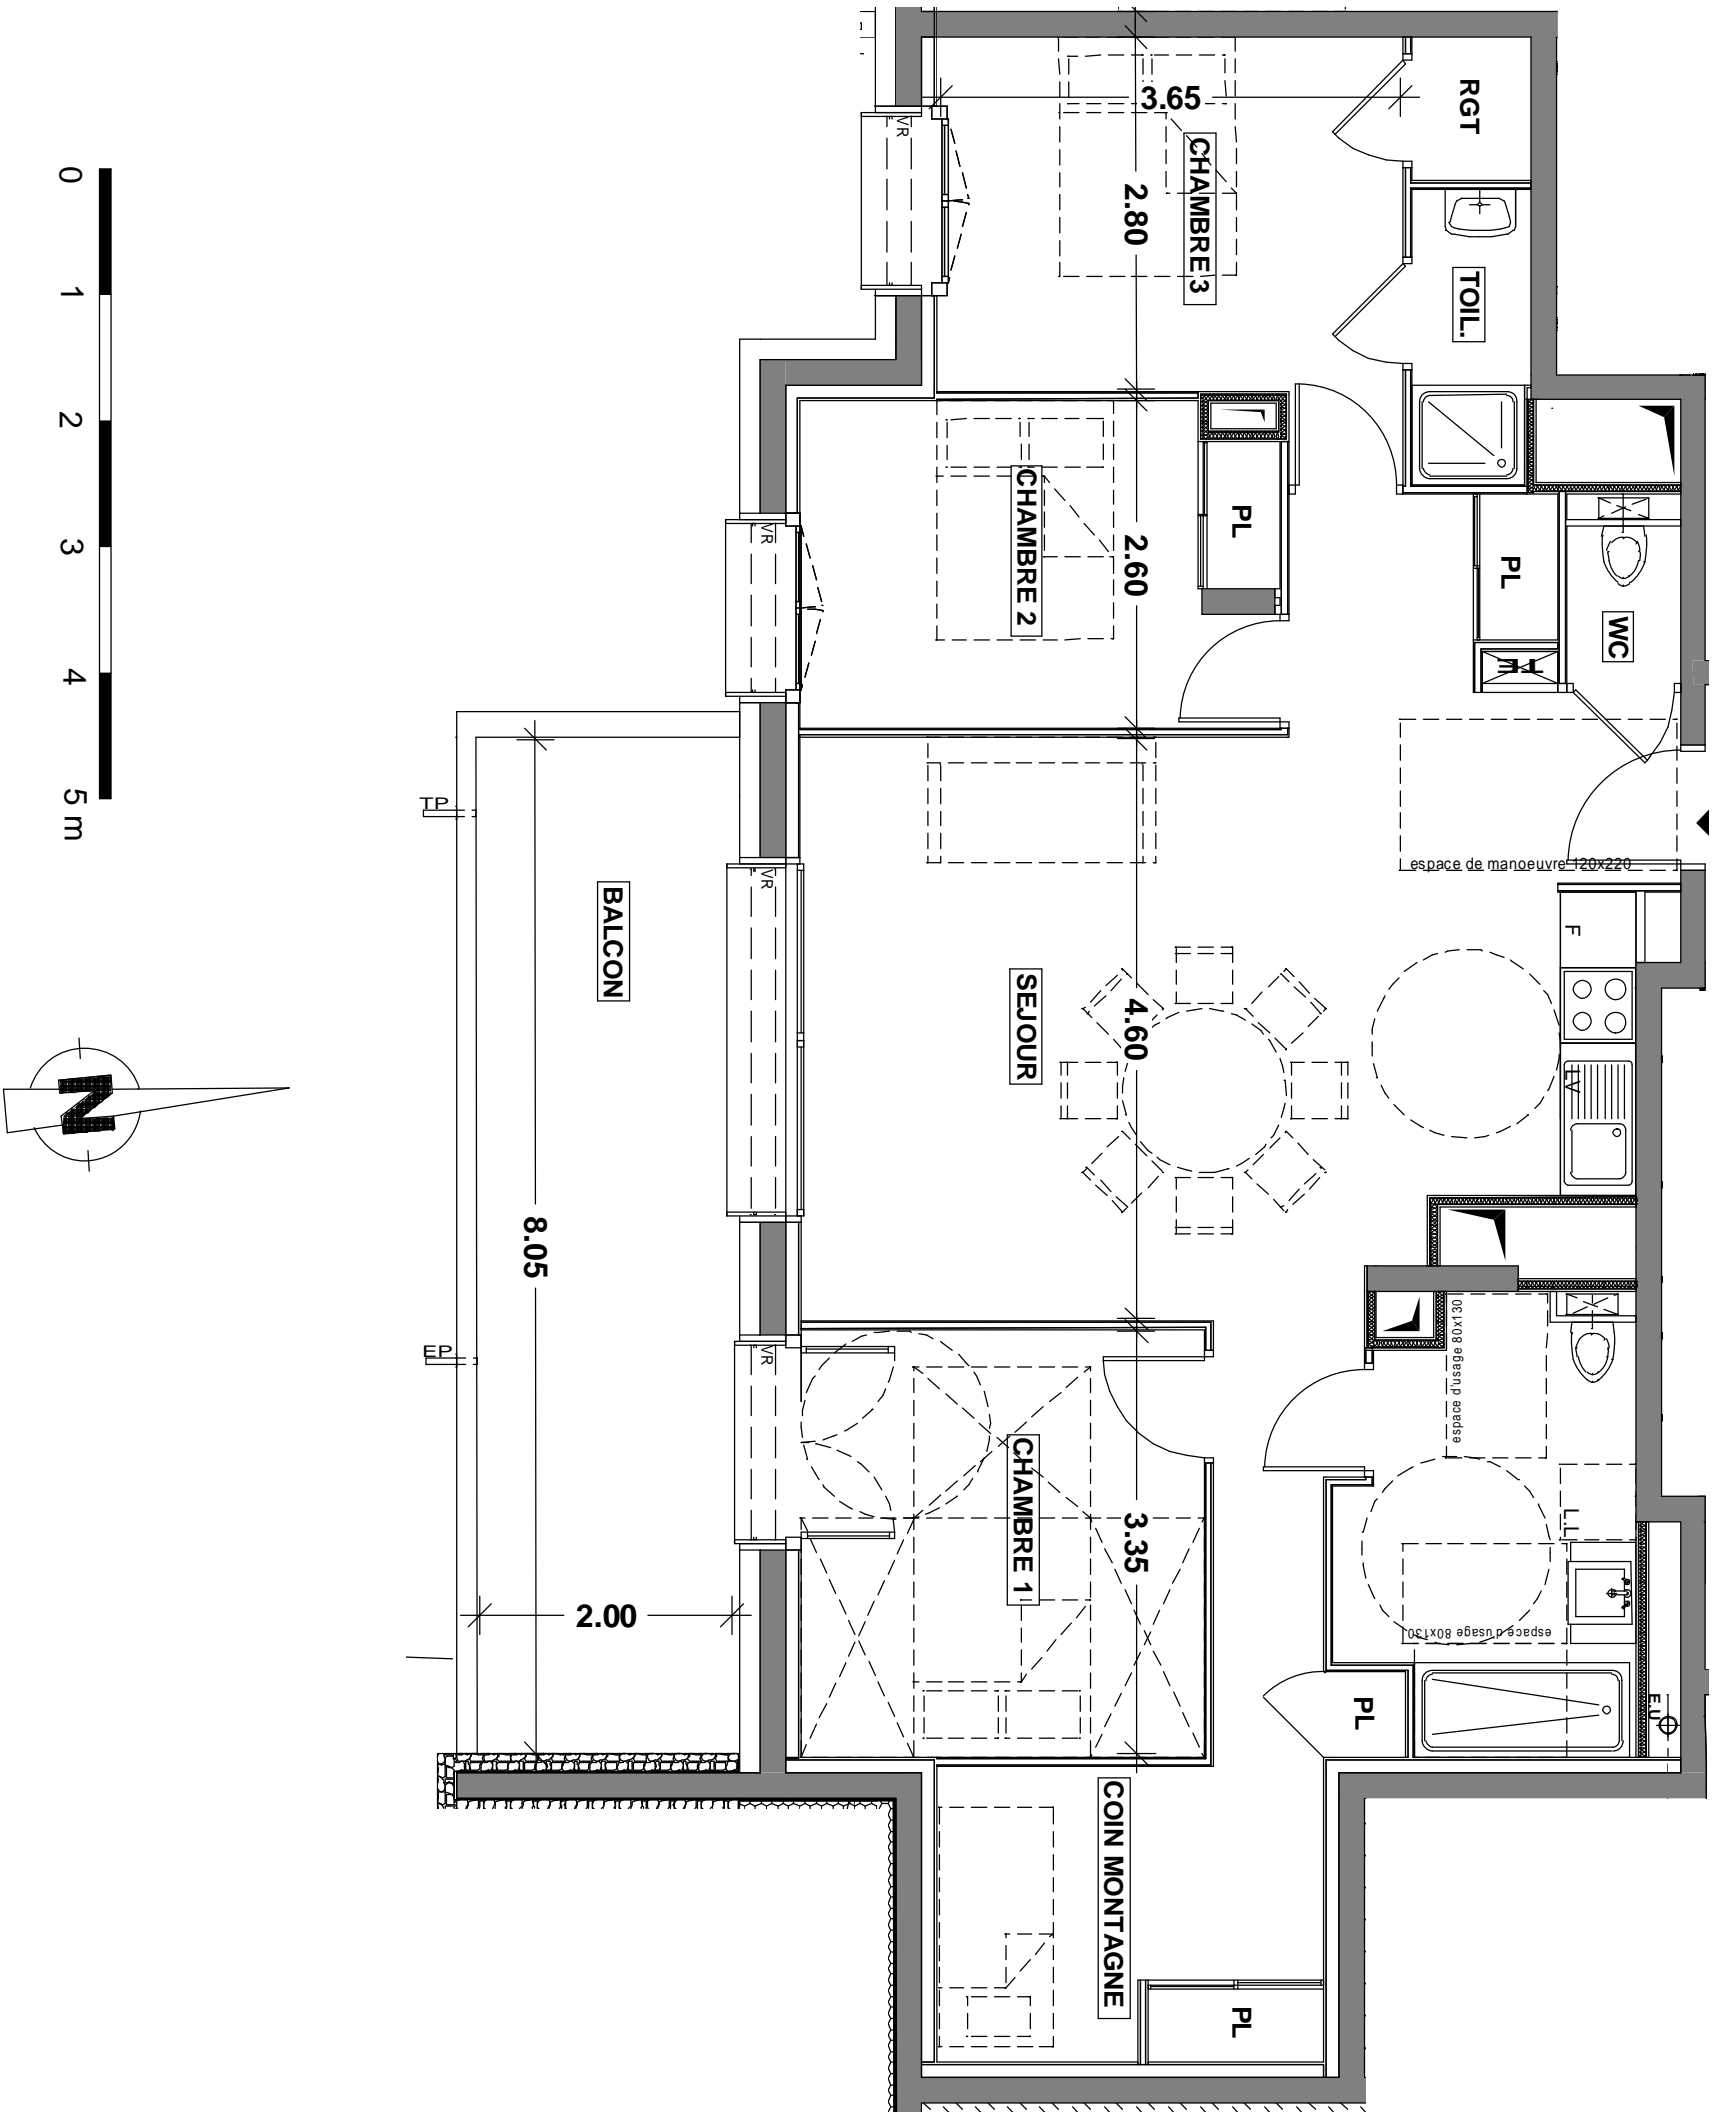 RGT
3.65
VR
CHAMBRE 3
2.80
TOIL.
0
1
2
3
4
5 m
CHAMBRE 2
2.60
PL
PL
WC
VR
espace de manoeuvre 120x220
TP
BALCON
VR
F
SEJOUR
4.60
LV
N
8.05
EP
VR
espace d'usage 80x130
CHAMBRE 1
3.35
L.L
2.00
espace d'usage 80x130
PL
E.U
COIN MONTAGNE
PL